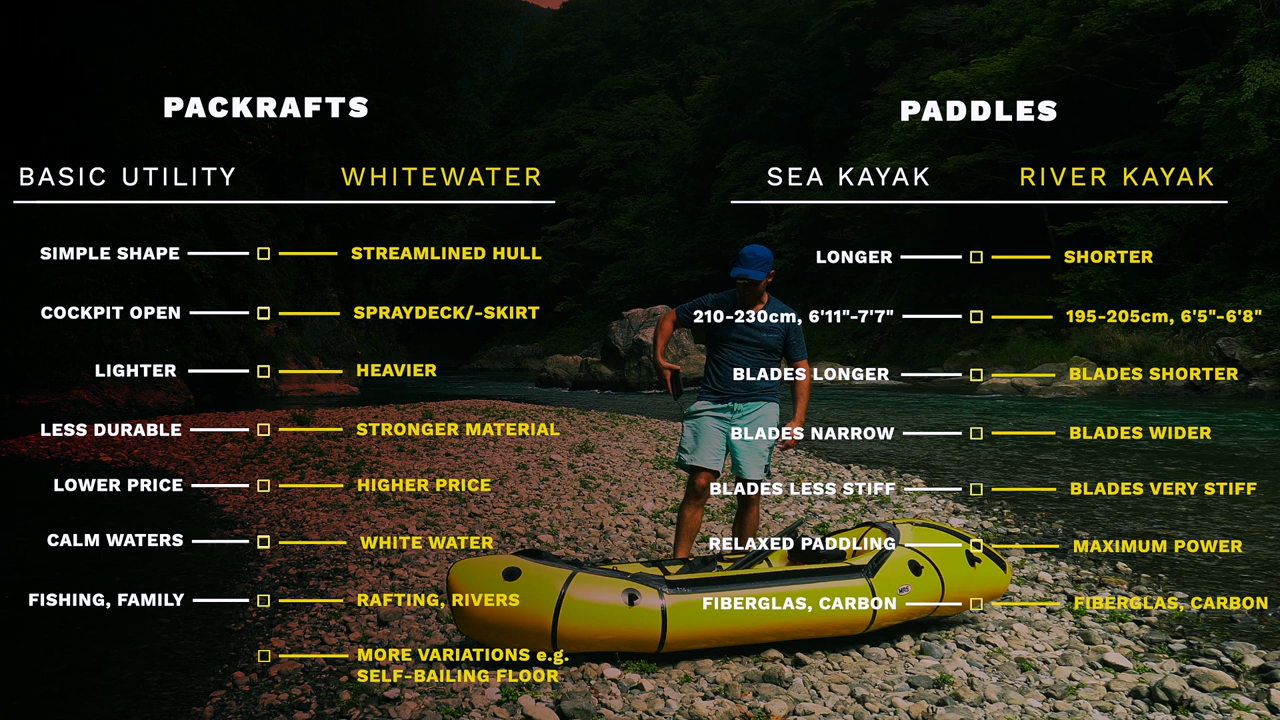 PACKRAFTS
BASIC UTILITY WHITEWATER
SIMPLE SHAPE STREAMLINED HULL
COCKPIT OPEN SPRAYDECK/-SKIRT
LIGHTER HEAVIER
LESS DURABLE STRONGER MATERIAL
LOWER PRICE HIGHER PRICE
CALM WATERS WHITE WATER
FISHING, FAMILY RAFTING, RIVERS
MORE VARIATIONS e.g.
SELF-BAILING FLOOR
PADDLES
SEA KAYAK RIVER KAYAK
LONGER SHORTER
210-230cm, 6'11"-7'7" 195-205cm, 6'5"-6'8"
BLADES LONGER BLADES SHORTER
BLADES NARROW BLADES WIDER
BLADES LESS STIFF BLADES VERY STIFF
RELAXED PADDLING MAXIMUM POWER
FIBERGLAS, CARBON FIBERGLAS, CARBON
MRS